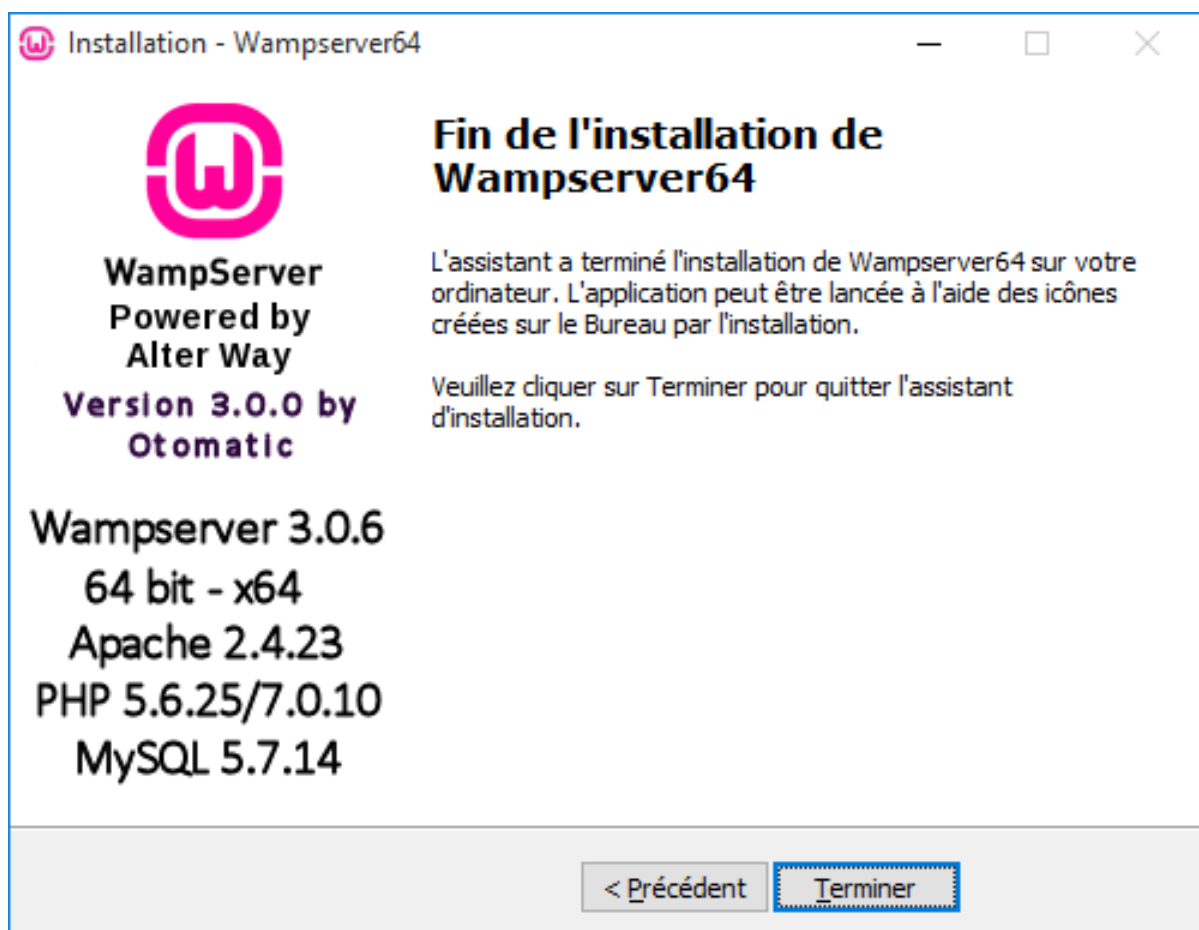 Installation - Wampserver64
WampServer
Powered by
Alter Way
Version 3.0.0 by
Otomatic
Wampserver 3.0.6
64 bit - x64
Apache 2.4.23
PHP 5.6.25/7.0.10
MySQL 5.7.14
Fin de l'installation de
Wampserver64
L'assistant a terminé l'installation de Wampserver64 sur votre
ordinateur. L'application peut être lancée à l'aide des icônes
créées sur le Bureau par l'installation.
Veuillez cliquer sur Terminer pour quitter l'assistant
d'installation.
< Précédent
Terminer